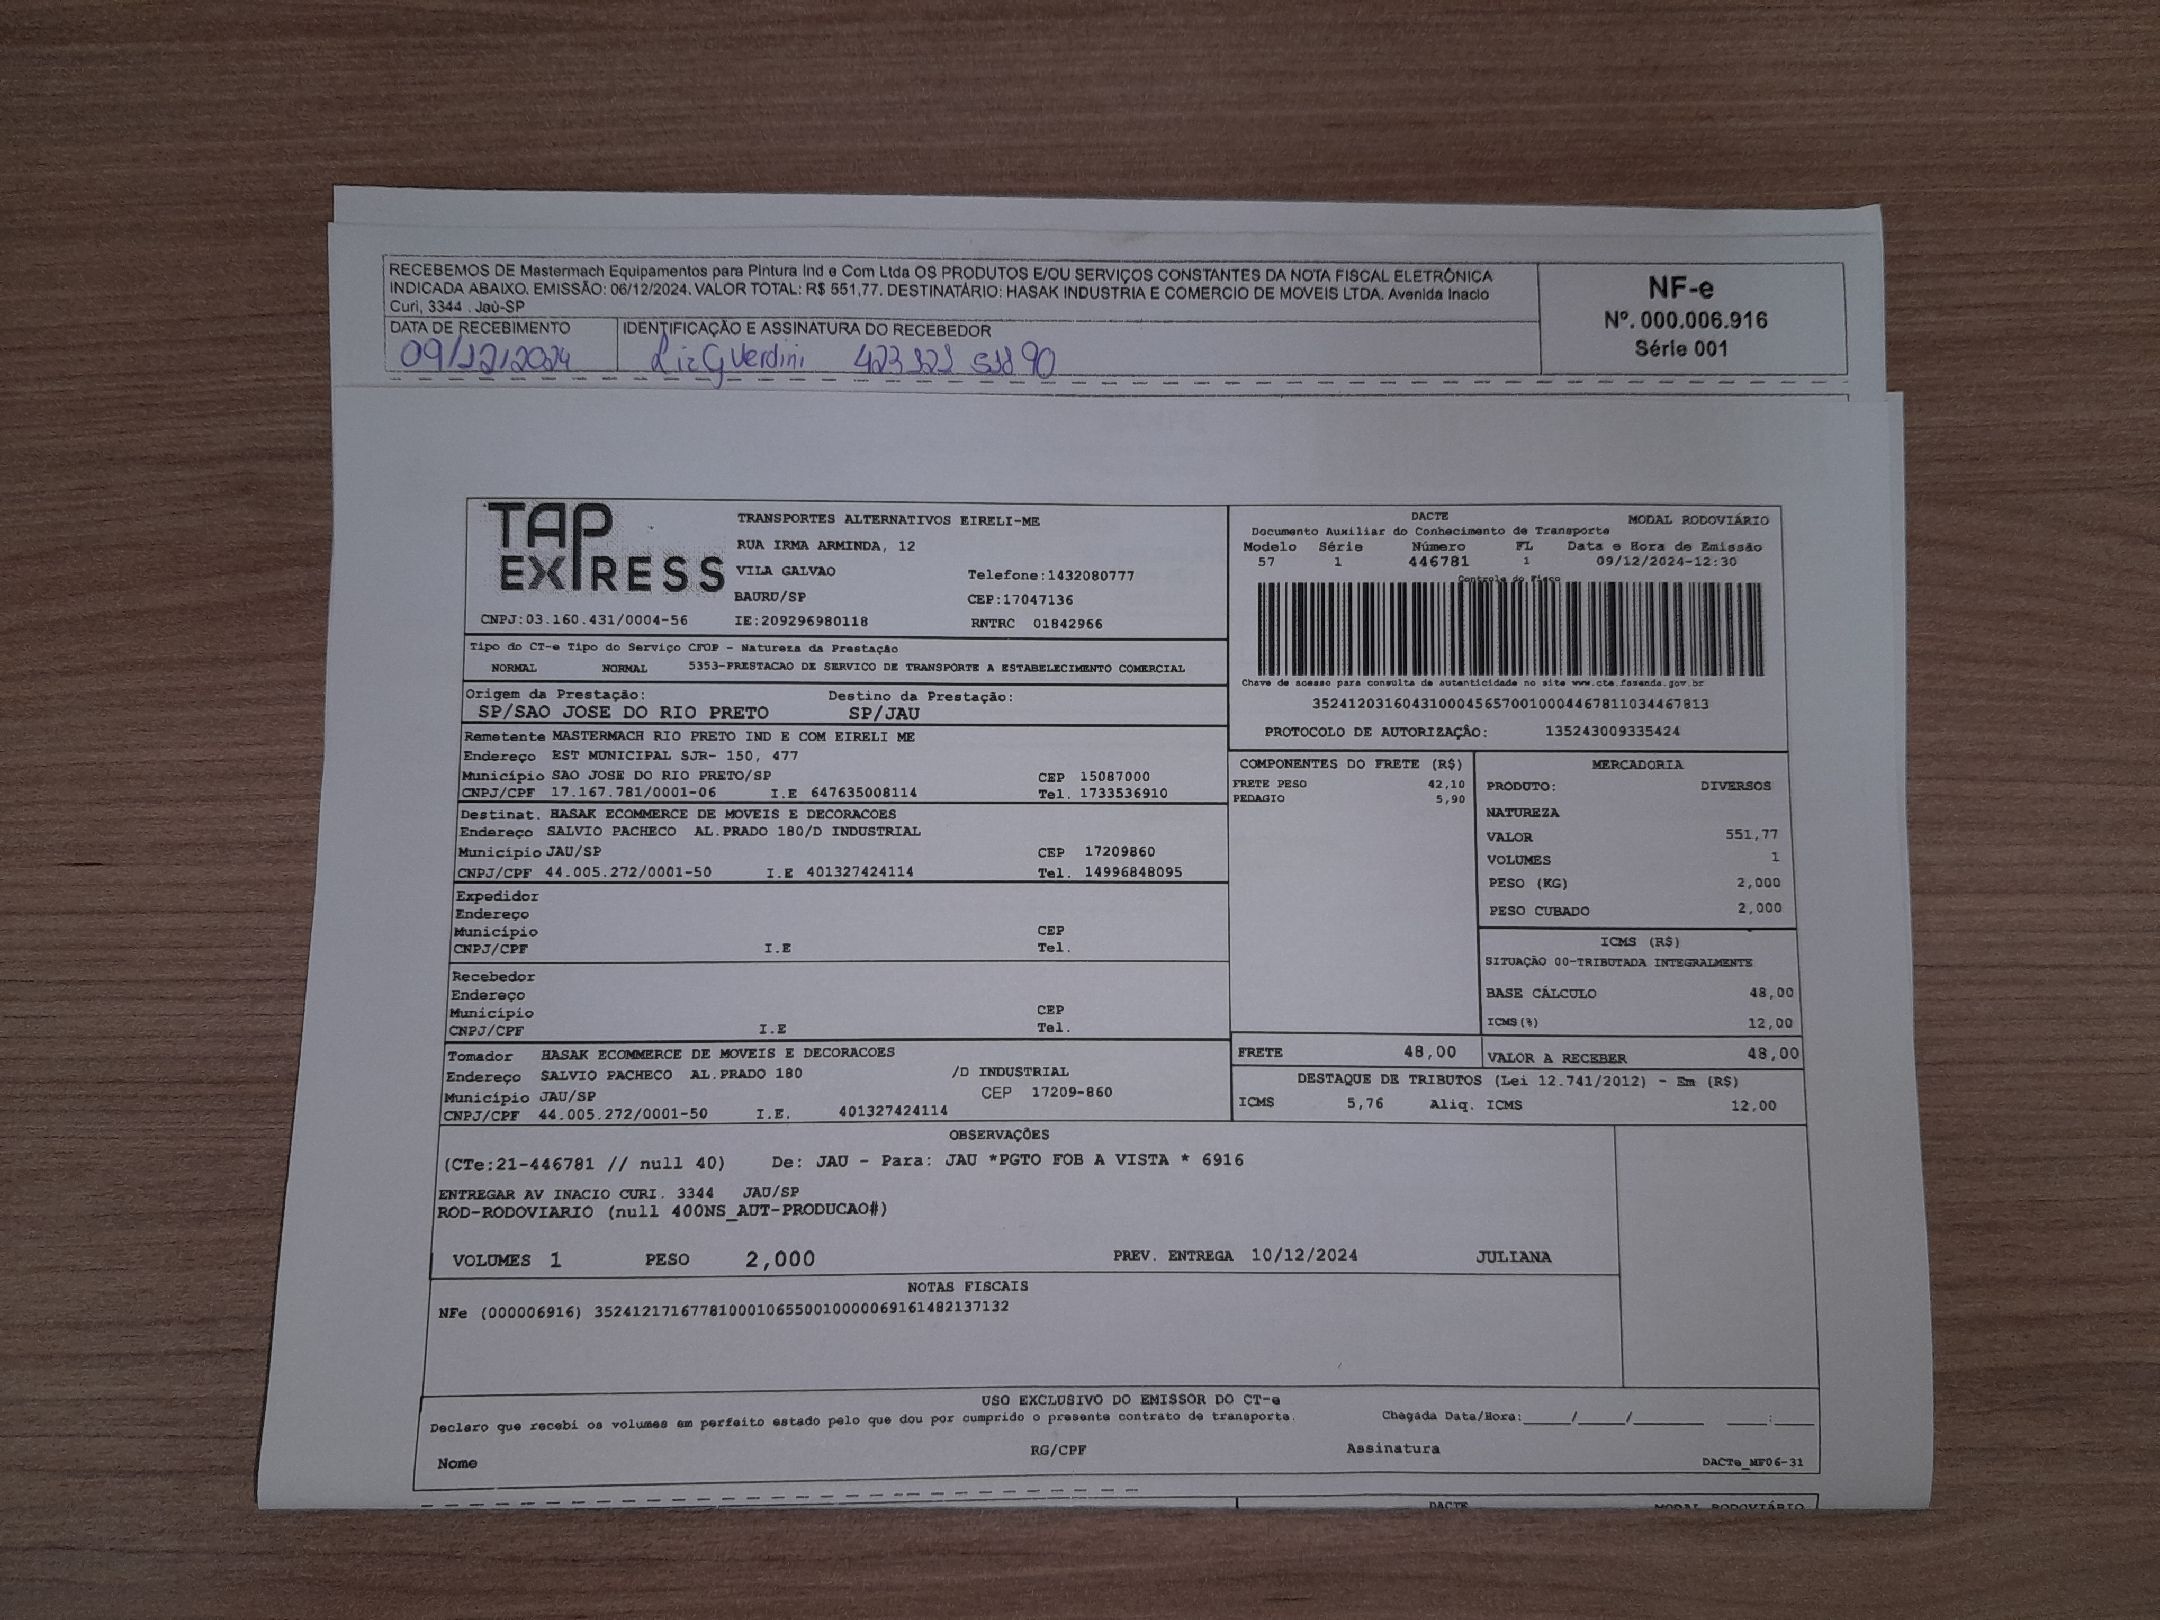 RECEBEMOS DE Mastermach Equipamentos para Pintura Ind e Com Ltda OS PRODUTOS E/OU SERVIÇOS CONSTANTES DA NOTA FISCAL ELETRÔNICA
INDICADA ABAIXO. EMISSÃO: 06/12/2024. VALOR TOTAL: R$ 551,77. DESTINATÁRIO: HASAK INDUSTRIA E COMERCIO DE MOVEIS LTDA. Avenida Inacio
Curi, 3344 . Jaú-SP
NF-e
Nº. 000.006.916
Série 001
DATA DE RECEBIMENTO
IDENTIFICAÇÃO E ASSINATURA DO RECEBEDOR
09/12/2024
TAP EXPRESS
TRANSPORTES ALTERNATIVOS EIRELI-ME
RUA IRMA ARMINDA, 12
VILA GALVAO Telefone:1432080777
BAURU/SP CEP:17047136
CNPJ:03.160.431/0004-56 IE:209296980118 RNTRC 01842966
DACTE MODAL RODOVIÁRIO
Documento Auxiliar do Conhecimento de Transporte
Modelo Série Número FL Data e Hora de Emissão
57 1 446781 1 09/12/2024-12:30
Controle do Fisco
Chave de acesso para consulta de autenticidade no site www.cte.fazenda.gov.br
35241203160431000456570010004467811034467813
PROTOCOLO DE AUTORIZAÇÃO: 135243009335424
Tipo do CT-e Tipo do Serviço CFOP - Natureza da Prestação
NORMAL NORMAL 5353-PRESTACAO DE SERVICO DE TRANSPORTE A ESTABELECIMENTO COMERCIAL
Origem da Prestação: Destino da Prestação:
SP/SAO JOSE DO RIO PRETO SP/JAU
Remetente MASTERMACH RIO PRETO IND E COM EIRELI ME
Endereço EST MUNICIPAL SJR- 150, 477
Município SAO JOSE DO RIO PRETO/SP CEP 15087000
CNPJ/CPF 17.167.781/0001-06 I.E 647635008114 Tel. 1733536910
Destinat. HASAK ECOMMERCE DE MOVEIS E DECORACOES
Endereço SALVIO PACHECO AL.PRADO 180/D INDUSTRIAL
Município JAU/SP CEP 17209860
CNPJ/CPF 44.005.272/0001-50 I.E 401327424114 Tel. 14996848095
Expedidor
Endereço
Município CEP
CNPJ/CPF I.E Tel.
Recebedor
Endereço
Município CEP
CNPJ/CPF I.E Tel.
Tomador HASAK ECOMMERCE DE MOVEIS E DECORACOES
Endereço SALVIO PACHECO AL.PRADO 180 /D INDUSTRIAL
Município JAU/SP CEP 17209-860
CNPJ/CPF 44.005.272/0001-50 I.E. 401327424114
COMPONENTES DO FRETE (R$)
FRETE PESO 42,10
PEDAGIO 5,90
MERCADORIA
PRODUTO: DIVERSOS
NATUREZA
VALOR 551,77
VOLUMES 1
PESO (KG) 2,000
PESO CUBADO 2,000
ICMS (R$)
SITUAÇÃO 00-TRIBUTADA INTEGRALMENTE
BASE CÁLCULO 48,00
ICMS(%) 12,00
FRETE 48,00 VALOR A RECEBER 48,00
DESTAQUE DE TRIBUTOS (Lei 12.741/2012) - Em (R$)
ICMS 5,76 Aliq. ICMS 12,00
OBSERVAÇÕES
(CTe:21-446781 // null 40) De: JAU - Para: JAU *PGTO FOB A VISTA * 6916
ENTREGAR AV INACIO CURI. 3344 JAU/SP
ROD-RODOVIARIO (null 400NS_AUT-PRODUCAO#)
VOLUMES 1 PESO 2,000 PREV. ENTREGA 10/12/2024 JULIANA
NOTAS FISCAIS
NFe (000006916) 35241217167781000106550010000069161482137132
USO EXCLUSIVO DO EMISSOR DO CT-e
Declaro que recebi os volumes em perfeito estado pelo que dou por cumprido o presente contrato de transporte. Chegada Data/Hora:____/____/______ ___:___
Nome RG/CPF Assinatura
DACTe_MF06-31
DACTE MODAL RODOVIÁRIO